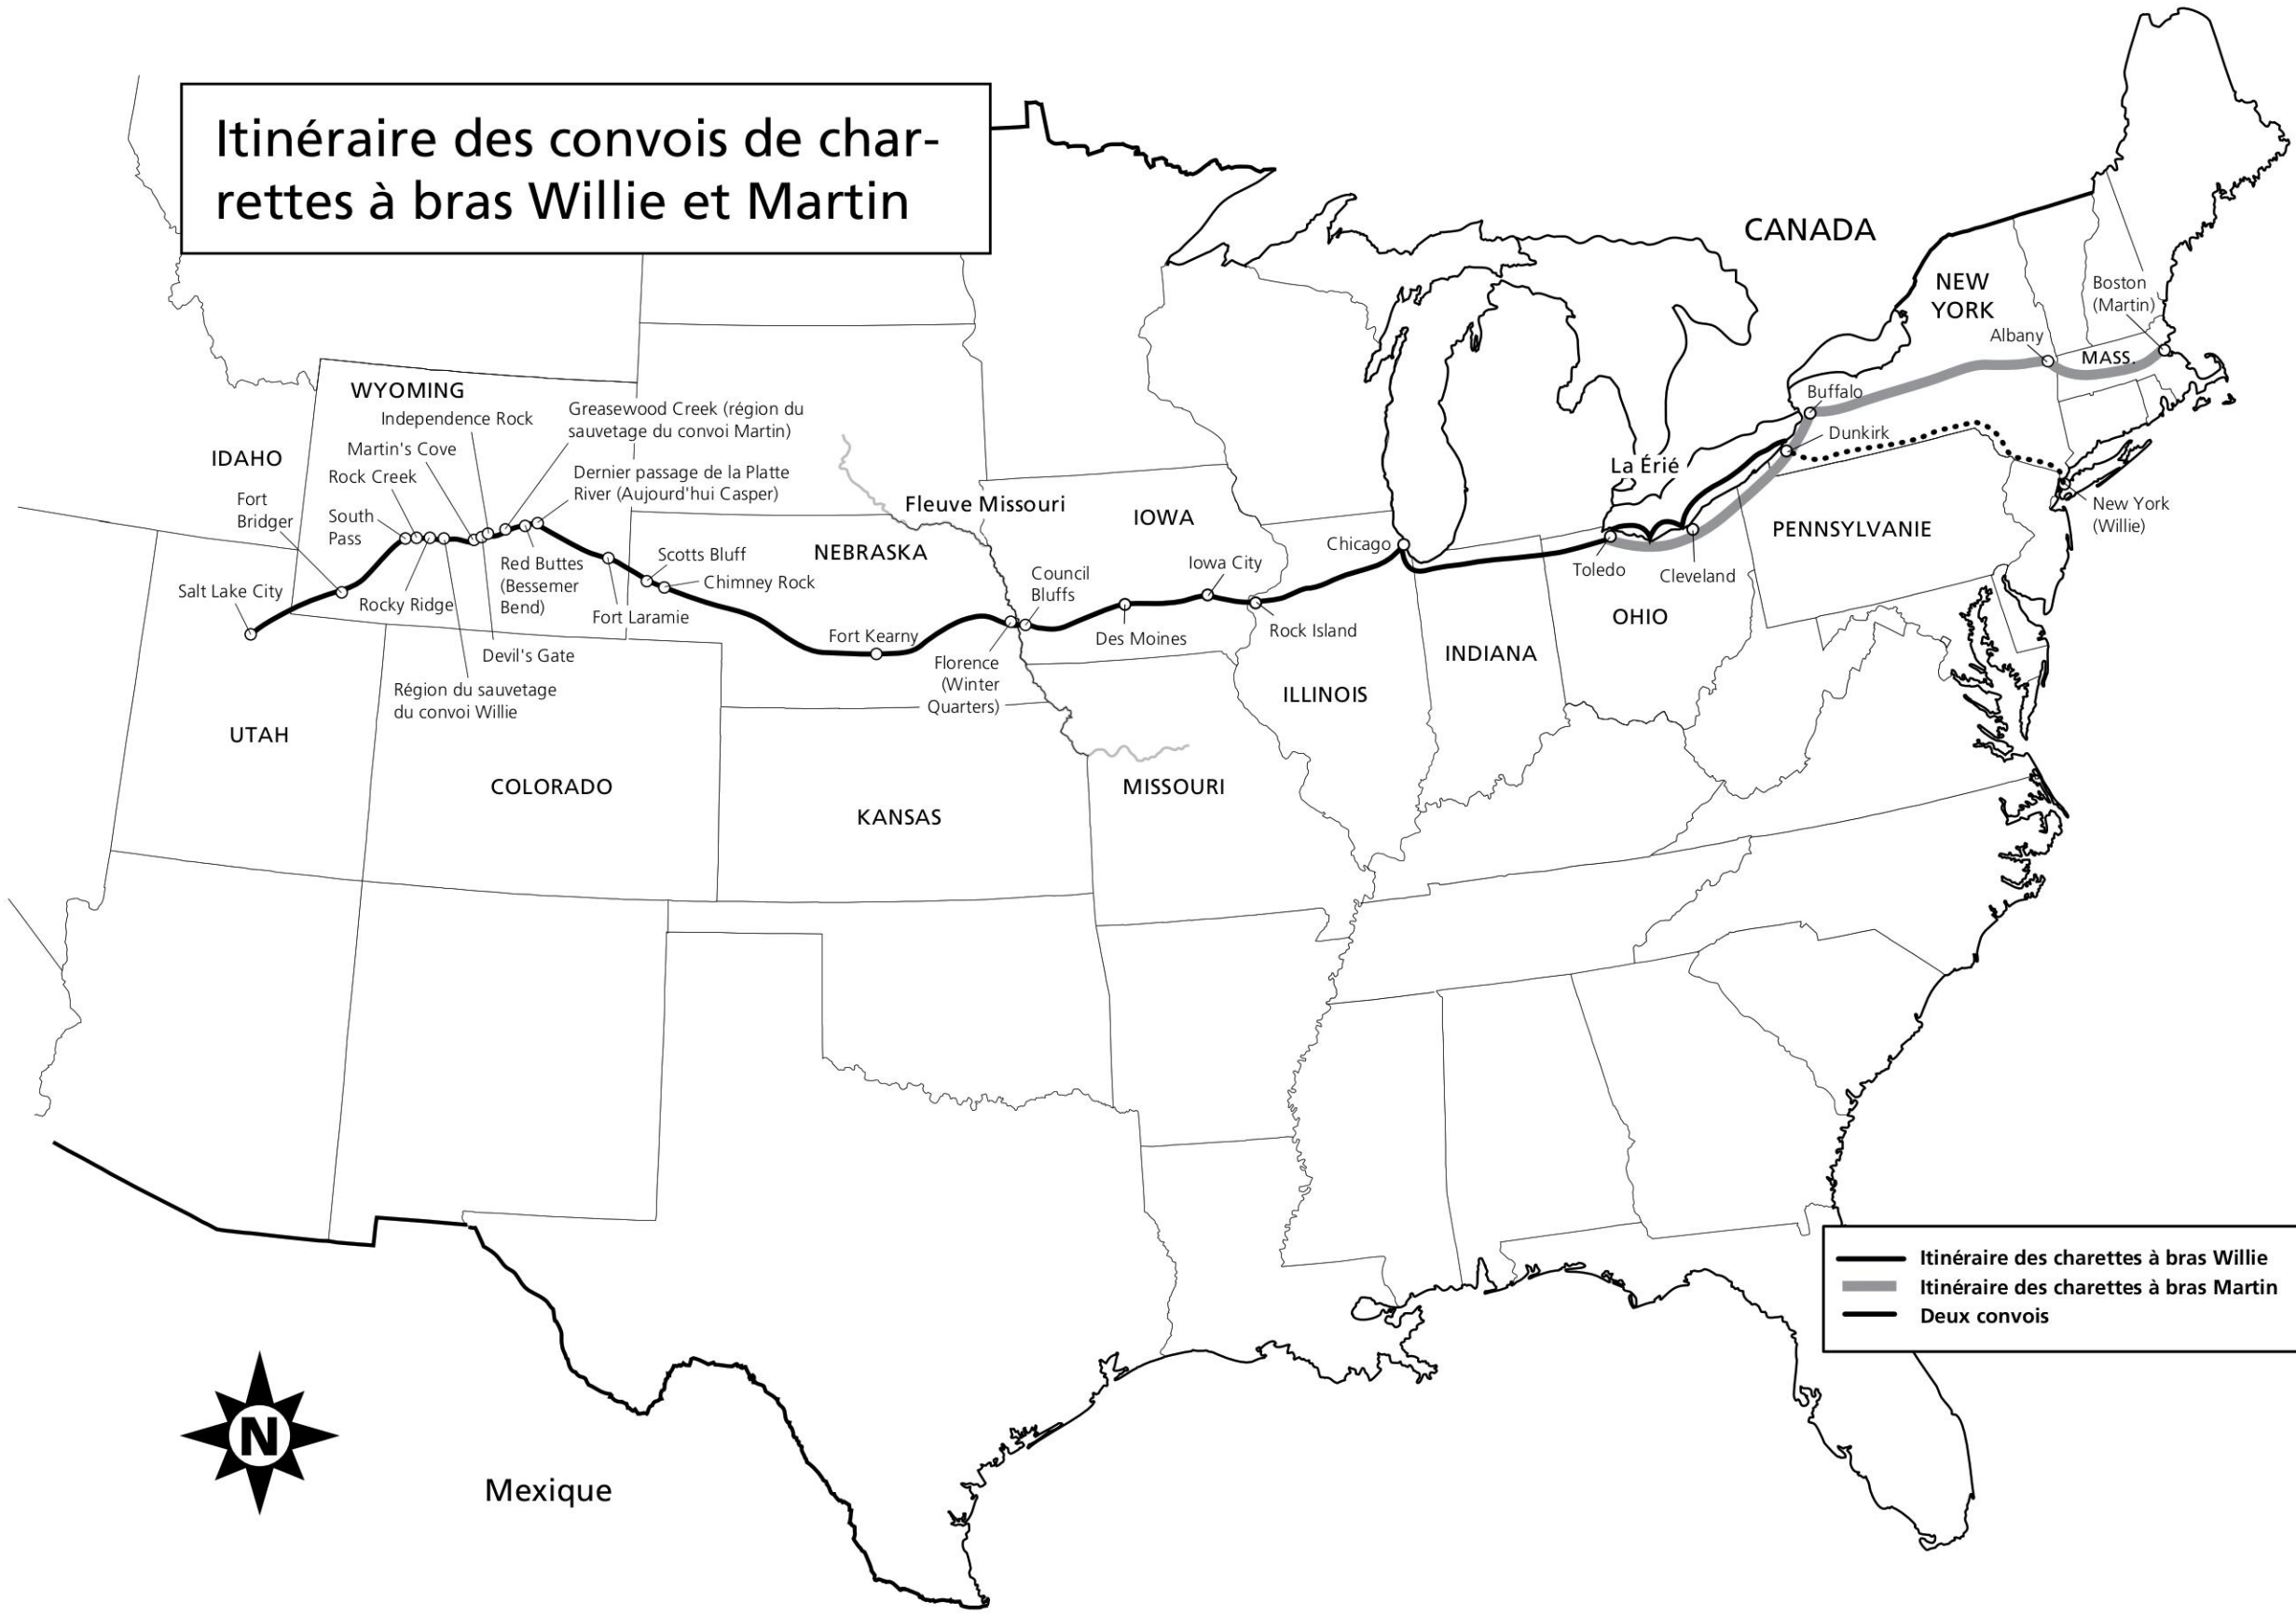 Itinéraire des convois de char-
rettes à bras Willie et Martin
CANADA
NEW
YORK
Boston
(Martin)
Albany
MASS.
Buffalo
Dunkirk
La Érié
New York
(Willie)
PENNSYLVANIE
Toledo
Cleveland
OHIO
Chicago
INDIANA
ILLINOIS
Rock Island
Iowa City
IOWA
Des Moines
Council
Bluffs
Fleuve Missouri
Florence
(Winter
Quarters)
NEBRASKA
Fort Kearny
Chimney Rock
Scotts Bluff
Fort Laramie
WYOMING
Independence Rock
Greasewood Creek (région du
sauvetage du convoi Martin)
Martin's Cove
Dernier passage de la Platte
River (Aujourd'hui Casper)
Rock Creek
IDAHO
Fort
Bridger
South
Pass
Red Buttes
(Bessemer
Bend)
Salt Lake City
Rocky Ridge
Devil's Gate
Région du sauvetage
du convoi Willie
UTAH
COLORADO
KANSAS
MISSOURI
Itinéraire des charettes à bras Willie
Itinéraire des charettes à bras Martin
Deux convois
N
Mexique